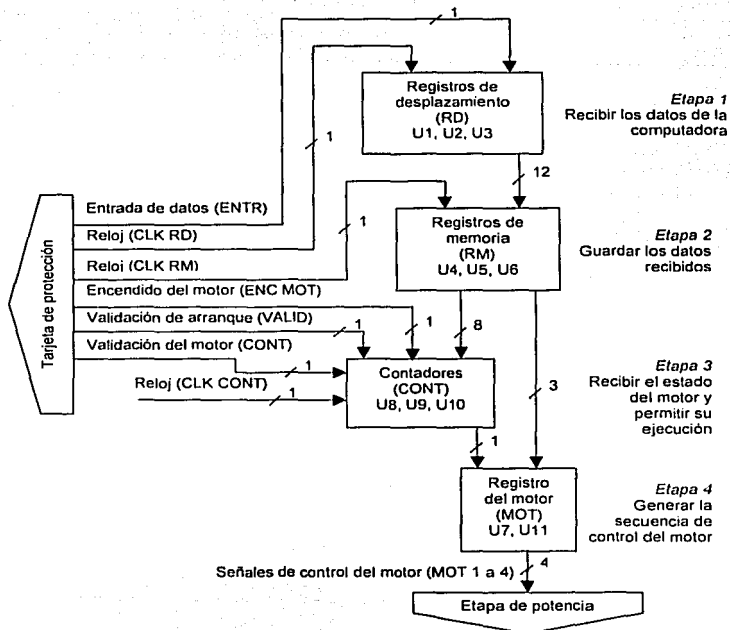 1
Registros de
desplazamiento
(RD)
U1, U2, U3
Etapa 1
Recibir los datos de la
computadora
1
12
Entrada de datos (ENTR)
1
Reloj (CLK RD)
Registros de
memoria
(RM)
U4, U5, U6
Etapa 2
Guardar los datos
recibidos
Reloj (CLK RM)
Encendido del motor (ENC MOT)
Validación de arranque (VALID)
1
1
8
Validación del motor (CONT)
1
Tarjeta de protección
Reloj (CLK CONT)
1
Contadores
(CONT)
U8, U9, U10
3
Etapa 3
Recibir el estado
del motor y
permitir su
ejecución
1
Registro
del motor
(MOT)
U7, U11
Etapa 4
Generar la
secuencia de
control del motor
Señales de control del motor (MOT 1 a 4)
4
Etapa de potencia